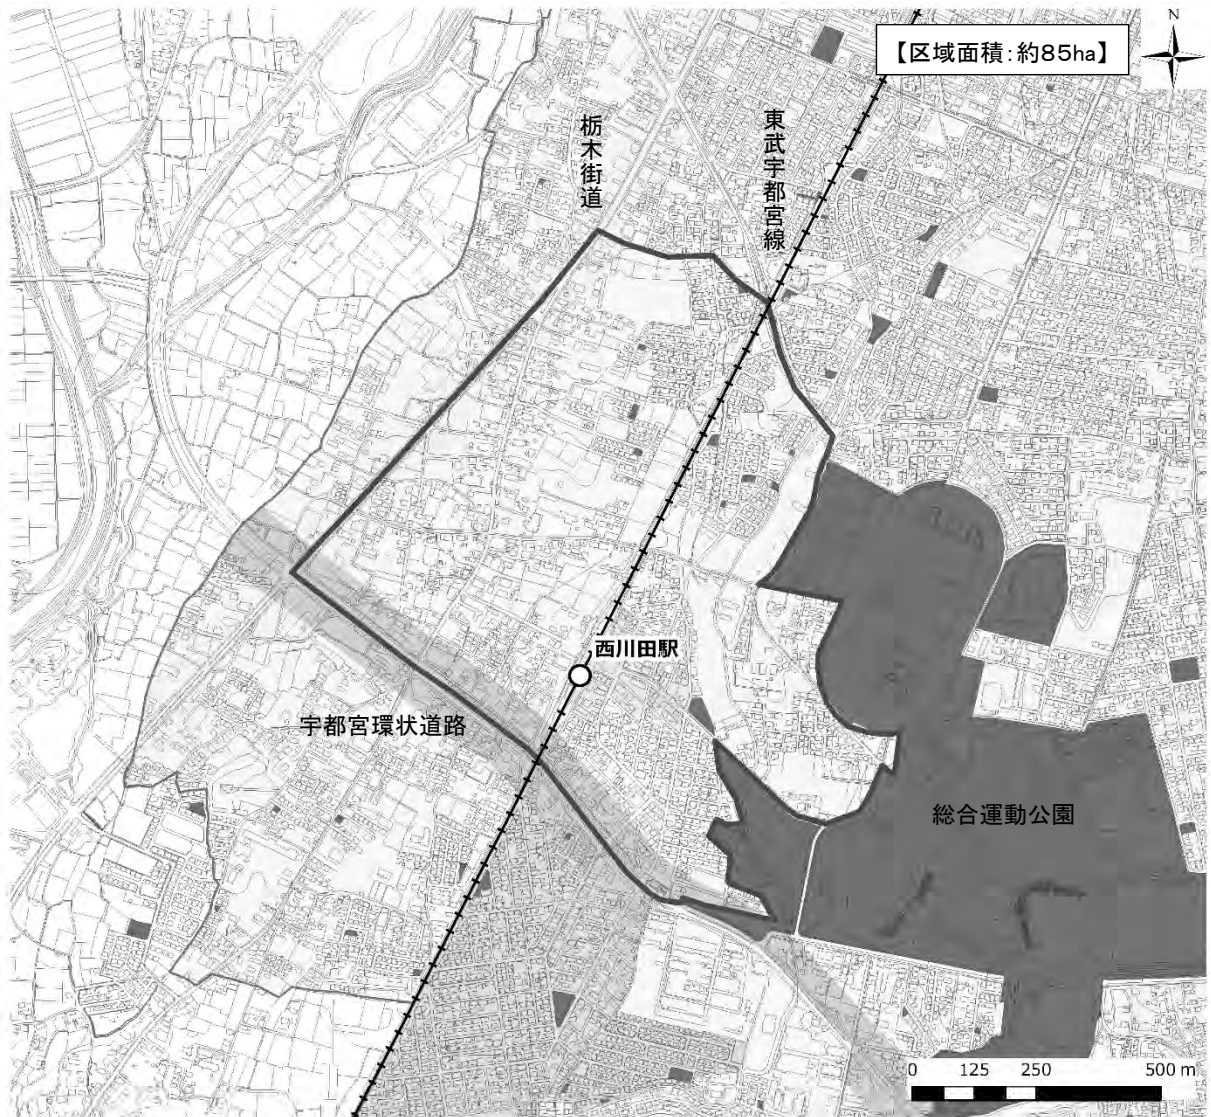 N
【区域面積：約85ha】
栃木街道
東武宇都宮線
西川田駅
宇都宮環状道路
総合運動公園
0 125 250 500 m